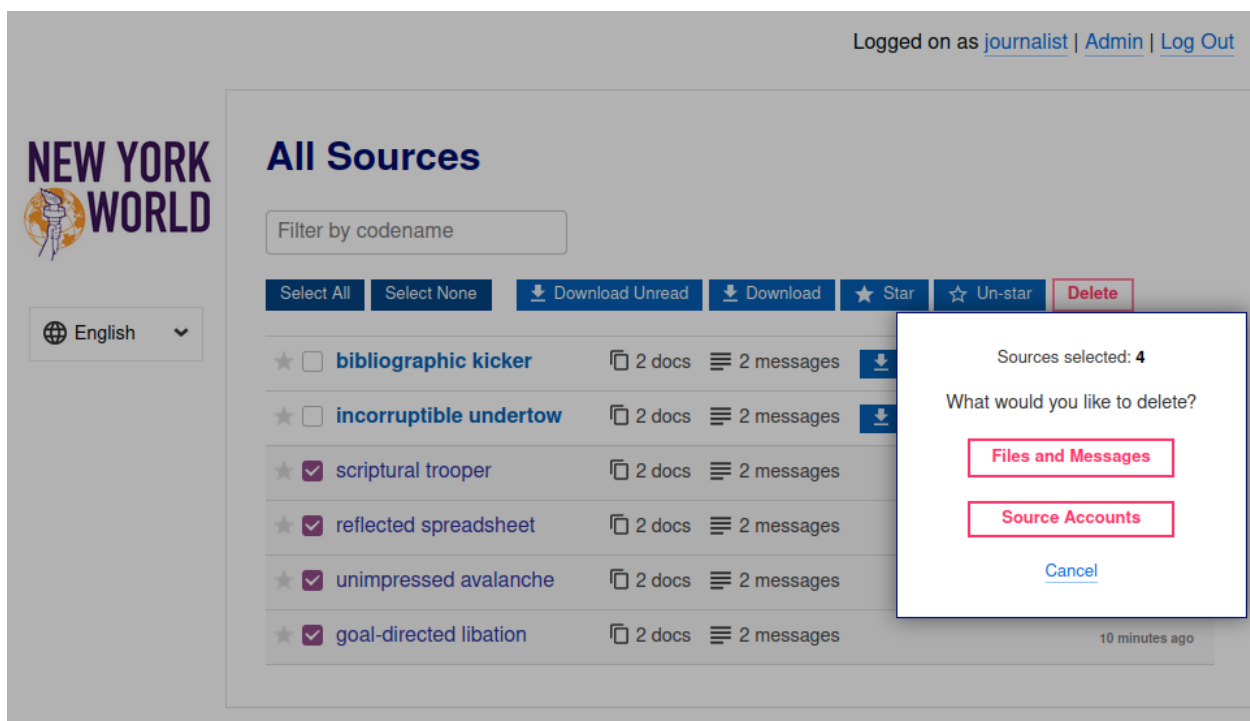 Logged on as journalist | Admin | Log Out
NEW YORK
WORLD
English
All Sources
Filter by codename
Select All Select None Download Unread Download Star Un-star Delete
bibliographic kicker 2 docs 2 messages
incorruptible undertow 2 docs 2 messages
scriptural trooper 2 docs 2 messages
reflected spreadsheet 2 docs 2 messages
unimpressed avalanche 2 docs 2 messages
goal-directed libation 2 docs 2 messages 10 minutes ago
Sources selected: 4
What would you like to delete?
Files and Messages
Source Accounts
Cancel